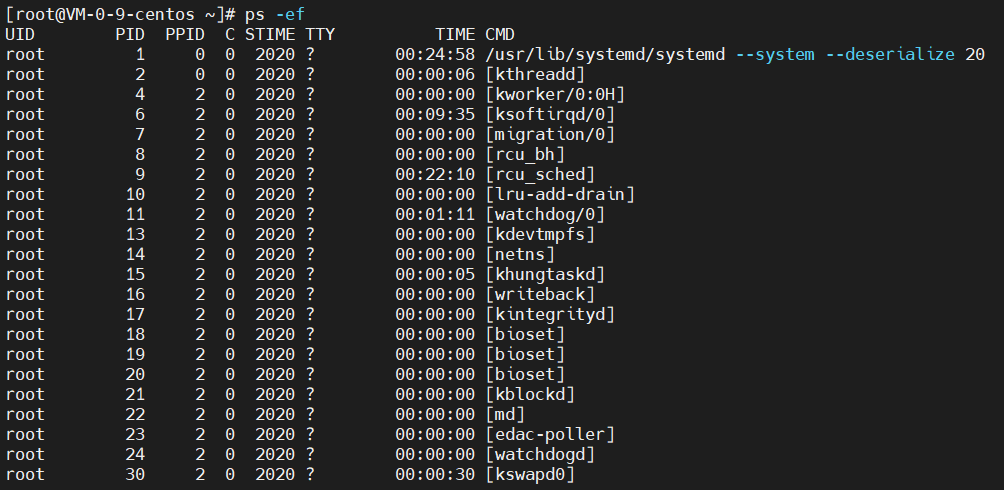 [root@VM-0-9-centos ~]# ps -ef
UID PID PPID C STIME TTY TIME CMD
root 1 0 0 2020 ? 00:24:58 /usr/lib/systemd/systemd --system --deserialize 20
root 2 0 0 2020 ? 00:00:06 [kthreadd]
root 4 2 0 2020 ? 00:00:00 [kworker/0:0H]
root 6 2 0 2020 ? 00:09:35 [ksoftirqd/0]
root 7 2 0 2020 ? 00:00:00 [migration/0]
root 8 2 0 2020 ? 00:00:00 [rcu_bh]
root 9 2 0 2020 ? 00:22:10 [rcu_sched]
root 10 2 0 2020 ? 00:00:00 [lru-add-drain]
root 11 2 0 2020 ? 00:01:11 [watchdog/0]
root 13 2 0 2020 ? 00:00:00 [kdevtmpfs]
root 14 2 0 2020 ? 00:00:00 [netns]
root 15 2 0 2020 ? 00:00:05 [khungtaskd]
root 16 2 0 2020 ? 00:00:00 [writeback]
root 17 2 0 2020 ? 00:00:00 [kintegrityd]
root 18 2 0 2020 ? 00:00:00 [bioset]
root 19 2 0 2020 ? 00:00:00 [bioset]
root 20 2 0 2020 ? 00:00:00 [bioset]
root 21 2 0 2020 ? 00:00:00 [kblockd]
root 22 2 0 2020 ? 00:00:00 [md]
root 23 2 0 2020 ? 00:00:00 [edac-poller]
root 24 2 0 2020 ? 00:00:00 [watchdogd]
root 30 2 0 2020 ? 00:00:30 [kswapd0]